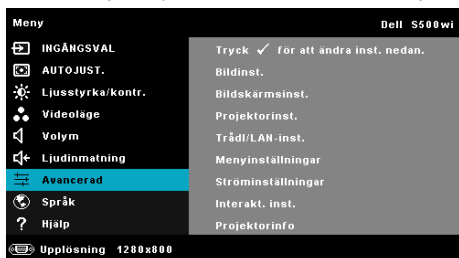 Meny
Dell S500wi
INGÅNGSVAL
AUTOJUST.
Ljusstyrka/kontr.
Videoläge
Volym
Ljudinmatning
Avancerad
Språk
Hjälp
Tryck ✓ för att ändra inst. nedan.
Bildinst.
Bildskärmsinst.
Projektorinst.
Trådl/LAN-inst.
Menyinställningar
Ströminställningar
Interakt. inst.
Projektorinfo
Upplösning 1280x800